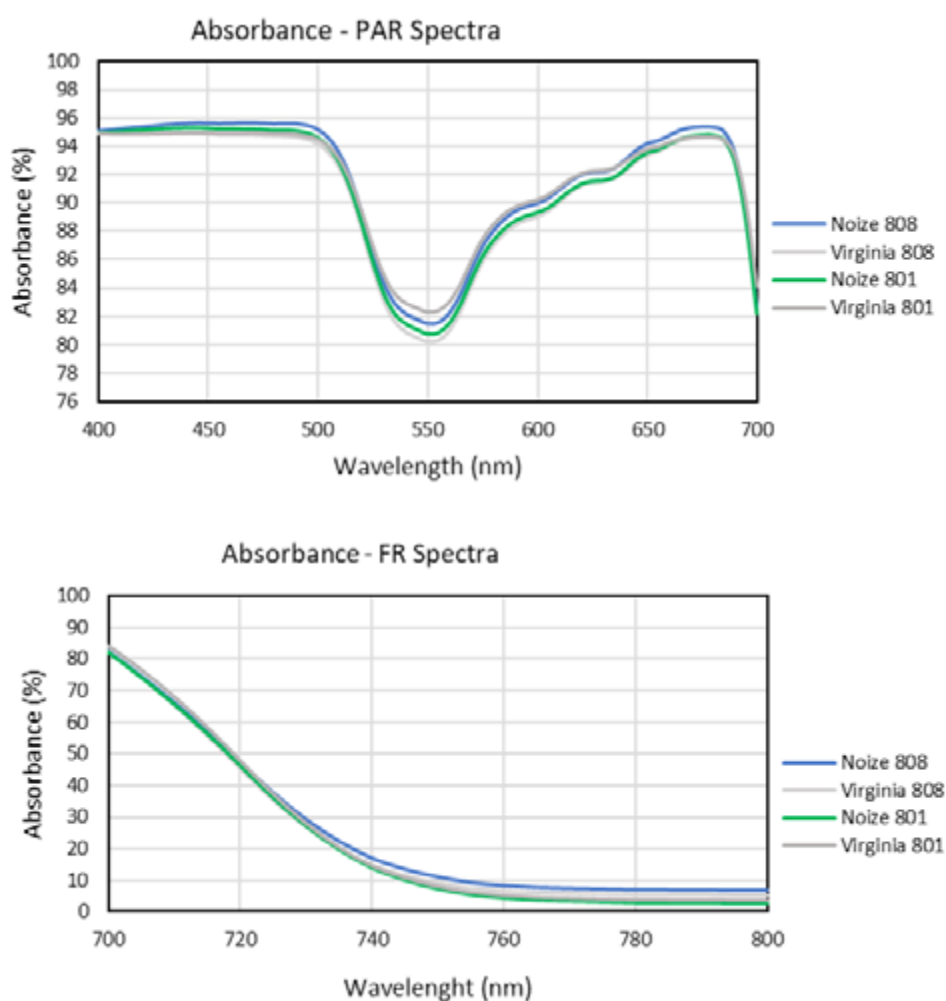 Absorbance - PAR Spectra
100
98
96
94
92
90
88
86
84
82
80
78
76
Absorbance (%)
400 450 500 550 600 650 700
Wavelength (nm)
Noize 808
Virginia 808
Noize 801
Virginia 801
Absorbance - FR Spectra
100
90
80
70
60
50
40
30
20
10
0
Absorbance (%)
700 720 740 760 780 800
Wavelenght (nm)
Noize 808
Virginia 808
Noize 801
Virginia 801